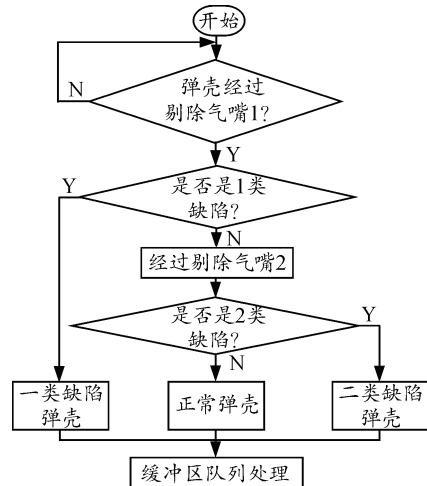 开始
N
弹壳经过
剔除气嘴1?
Y
Y
是否是1类
缺陷?
N
经过剔除气嘴2
是否是2类
缺陷?
Y
N
一类缺陷
弹壳
正常弹壳
二类缺陷
弹壳
缓冲区队列处理